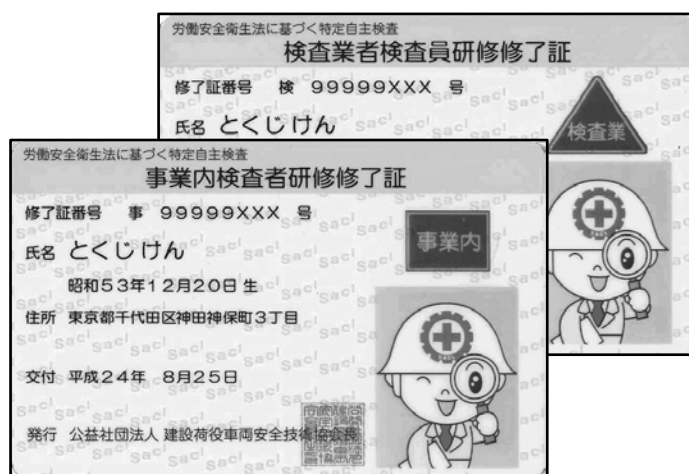 労働安全衛生法に基づく特定自主検査
検査業者検査員研修修了証
修了証番号 検 99999XXX 号
氏名 とくじけん
検査業
労働安全衛生法に基づく特定自主検査
事業内検査者研修修了証
修了証番号 事 99999XXX 号
事業内
氏名 とくじけん
昭和53年12月20日 生
住所 東京都千代田区神田神保町3丁目
交付 平成24年 8月25日
発行 公益社団法人 建設荷役車両安全技術協会長